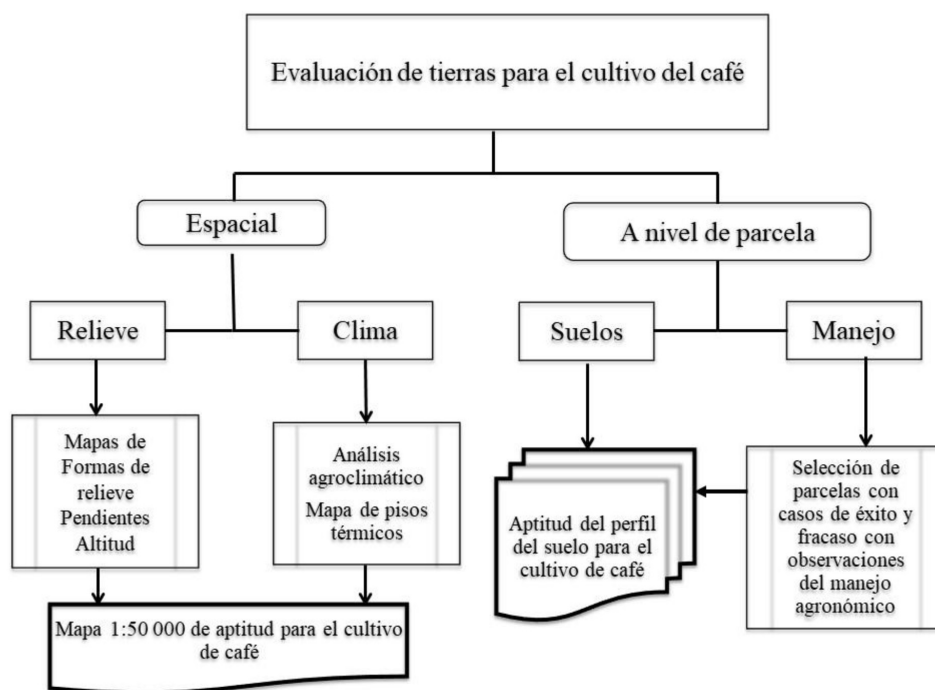 Evaluación de tierras para el cultivo del café
Espacial
A nivel de parcela
Relieve
Clima
Suelos
Manejo
Mapas de
Formas de
relieve
Pendientes
Altitud
Análisis
agroclimático
Mapa de pisos
térmicos
Aptitud del perfil
del suelo para el
cultivo de café
Selección de
parcelas con
casos de éxito y
fracaso con
observaciones
del manejo
agronómico
Mapa 1:50 000 de aptitud para el cultivo
de café